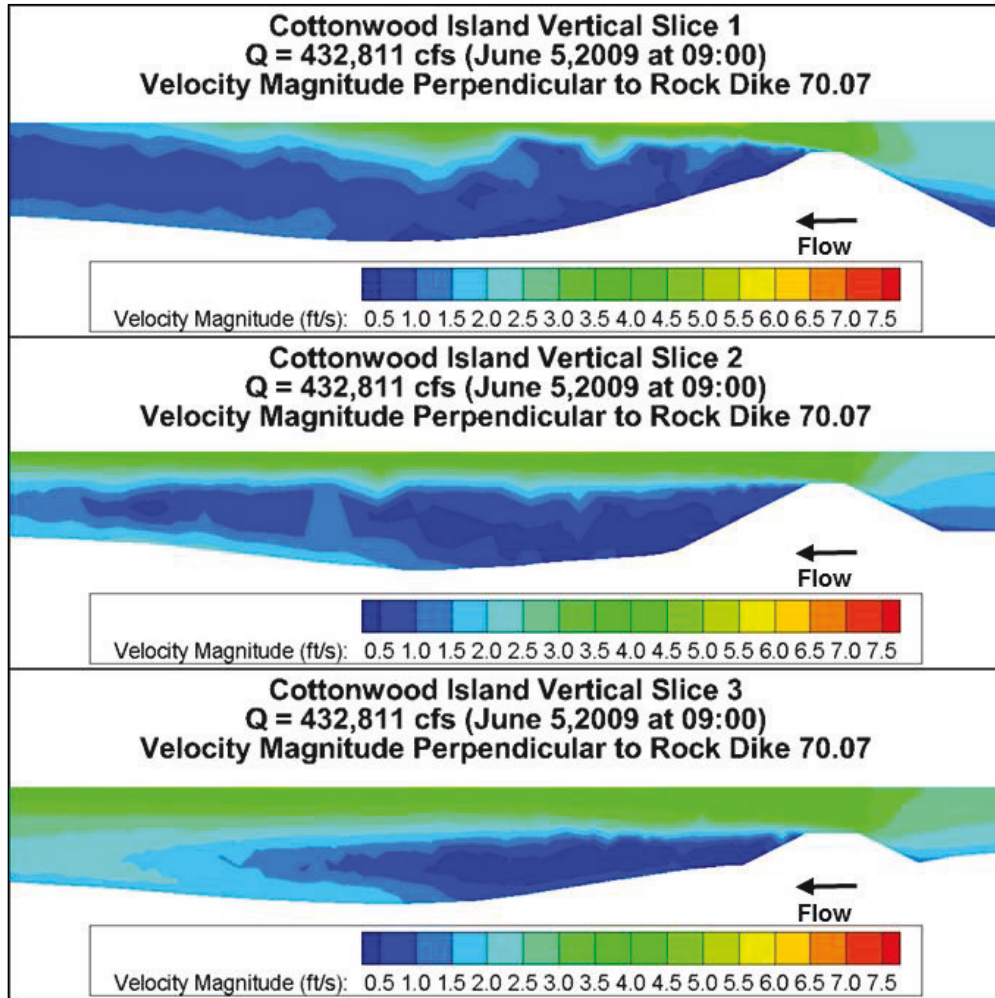 Cottonwood Island Vertical Slice 1
Q = 432,811 cfs (June 5,2009 at 09:00)
Velocity Magnitude Perpendicular to Rock Dike 70.07
Flow
Velocity Magnitude (ft/s): 0.5 1.0 1.5 2.0 2.5 3.0 3.5 4.0 4.5 5.0 5.5 6.0 6.5 7.0 7.5
Cottonwood Island Vertical Slice 2
Q = 432,811 cfs (June 5,2009 at 09:00)
Velocity Magnitude Perpendicular to Rock Dike 70.07
Flow
Velocity Magnitude (ft/s): 0.5 1.0 1.5 2.0 2.5 3.0 3.5 4.0 4.5 5.0 5.5 6.0 6.5 7.0 7.5
Cottonwood Island Vertical Slice 3
Q = 432,811 cfs (June 5,2009 at 09:00)
Velocity Magnitude Perpendicular to Rock Dike 70.07
Flow
Velocity Magnitude (ft/s): 0.5 1.0 1.5 2.0 2.5 3.0 3.5 4.0 4.5 5.0 5.5 6.0 6.5 7.0 7.5